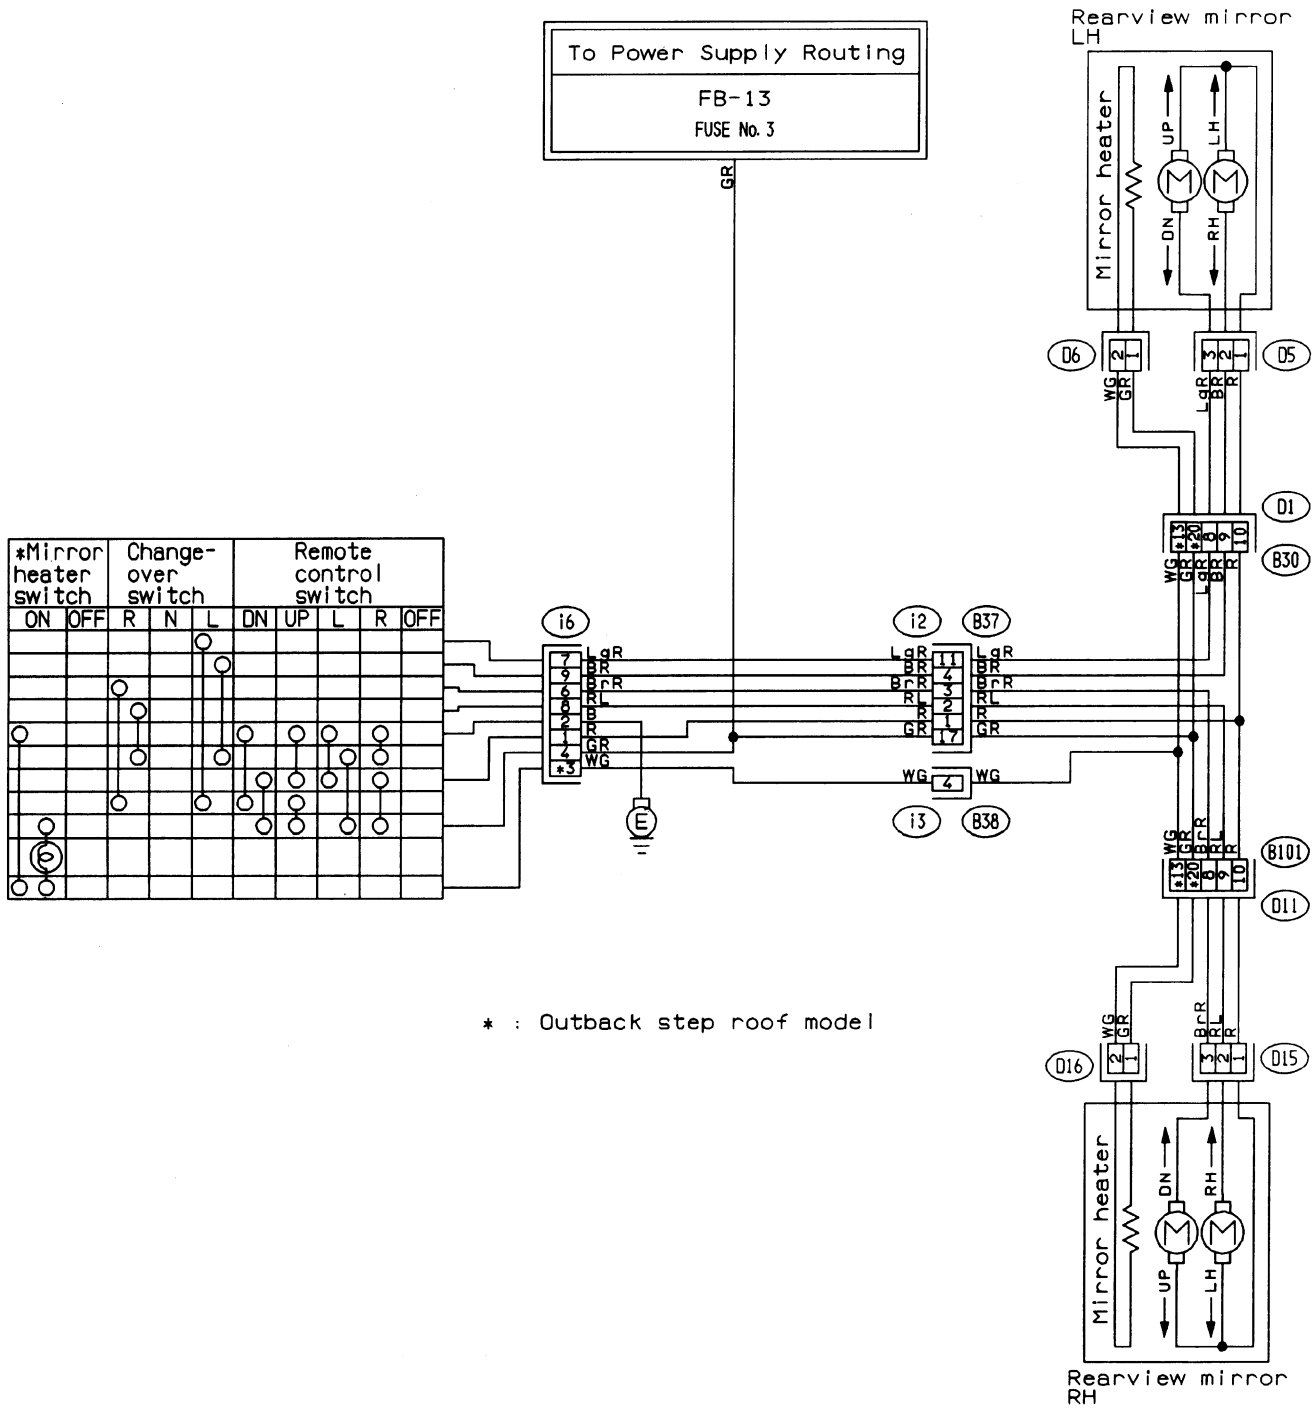 Rearview mirror
LH
To Power Supply Routing
FB-13
FUSE No. 3
GR
Mirror heater
UP
LH
DN
RH
D6
2 1
3 2 1
D5
WG GR
LgR BR R
D1
*13 *20 8 9 10
B30
WG GR LgR BR R
*Mirror heater switch
Change-over switch
Remote control switch
ON OFF R N L DN UP L R OFF
i6
i2
B37
7 LgR LgR 11 LgR
9 BR BR 4 BR
6 BrR BrR 3 BrR
8 RL RL 2 RL
2 B
1 R R 1 R
4 GR GR 17 GR
*3 WG WG 4 WG
i3
B38
E
WG GR BrR RL R
B101
*13 *20 8 9 10
D11
* : Outback step roof model
WG GR
BrR RL R
D16
2 1
3 2 1
D15
Mirror heater
DN
RH
M M
UP
LH
Rearview mirror
RH